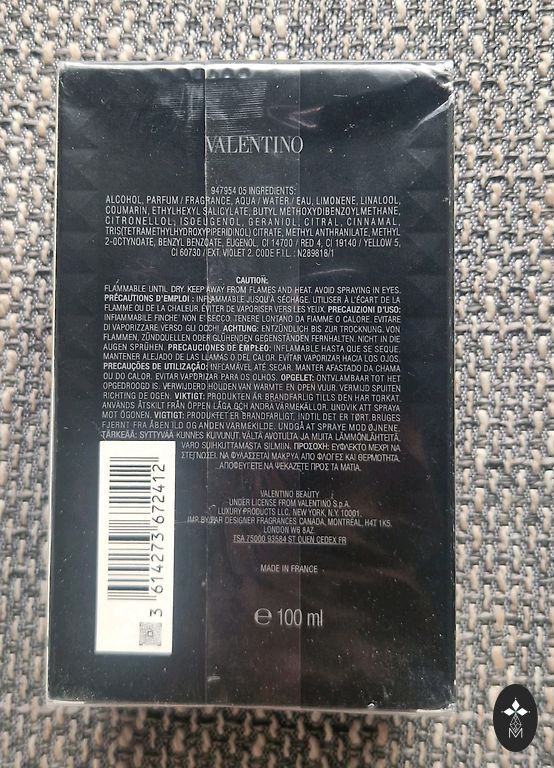 VALENTINO
947954 05 INGREDIENTS:
ALCOHOL, PARFUM / FRAGRANCE, AQUA / WATER / EAU, LIMONENE, LINALOOL,
COUMARIN, ETHYLHEXYL SALICYLATE, BUTYL METHOXYDIBENZOYLMETHANE,
CITRONELLOL, ISOEUGENOL, GERANIOL, CITRAL, CINNAMAL,
TRIS(TETRAMETHYLHYDROXYPIPERIDINOL) CITRATE, METHYL ANTHRANILATE, METHYL
2-OCTYNOATE, BENZYL BENZOATE, EUGENOL, CI 14700 / RED 4, CI 19140 / YELLOW 5,
CI 60730 / EXT. VIOLET 2. CODE F.I.L. : N289818/1
CAUTION:
FLAMMABLE UNTIL DRY. KEEP AWAY FROM FLAMES AND HEAT. AVOID SPRAYING IN EYES.
PRÉCAUTIONS D'EMPLOI : INFLAMMABLE JUSQU'À SÉCHAGE. UTILISER À L'ÉCART DE LA
FLAMME OU DE LA CHALEUR. ÉVITER DE VAPORISER VERS LES YEUX. PRECAUZIONI D'USO:
INFIAMMABILE FINCHE' NON E' SECCO. TENERE LONTANO DA FIAMME O CALORE. EVITARE
DI VAPORIZZARE VERSO GLI OCCHI. ACHTUNG: ENTZÜNDLICH BIS ZUR TROCKNUNG. VON
FLAMMEN, ZÜNDQUELLEN ODER GLÜHENDEN GEGENSTÄNDEN FERNHALTEN. NICHT IN DIE
AUGEN SPRÜHEN. PRECAUCIONES DE EMPLEO: INFLAMABLE HASTA QUE SE SEQUE.
MANTENER ALEJADO DE LAS LLAMAS O DEL CALOR. EVITAR VAPORIZAR HACIA LOS OJOS.
PRECAUÇÕES DE UTILIZAÇÃO: INFLAMÁVEL ATÉ SECAR. MANTER AFASTADO DA CHAMA
OU DO CALOR. EVITAR VAPORIZAR PARA OS OLHOS. OPGELET: ONTVLAMBAAR TOT HET
OPGEDROOGD IS. VERWIJDERD HOUDEN VAN WARMTE EN OPEN VUUR. VERMIJD SPUITEN
RICHTING DE OGEN. VIKTIGT: PRODUKTEN ÄR BRANDFARLIG TILLS DEN HAR TORKAT.
ANVÄNDS ÅTSKILT FRÅN ÖPPEN LÅGA OCH ANDRA VÄRMEKÄLLOR. UNDVIK ATT SPRAYA
MOT ÖGONEN. VIGTIGT: PRODUKTET ER BRANDFARLIGT, INDTIL DET ER TØRT. BRUGES
FJERNT FRA ÅBEN ILD OG ANDEN VARMEKILDE. UNDGÅ AT SPRAYE MOD ØJNENE.
TÄRKEÄÄ: SYTTYVÄÄ KUNNES KUIVUNUT. VÄLTÄ AVOTULTA JA MUITA LÄMMÖNLÄHTEITÄ.
VARO SUIHKUTTAMASTA SILMIIN. ΠΡΟΣΟΧΗ: ΕΥΦΛΕΚΤΟ ΜΕΧΡΙ ΝΑ
ΣΤΕΓΝΩΣΕΙ. ΝΑ ΦΥΛΑΣΣΕΤΑΙ ΜΑΚΡΥΑ ΑΠΟ ΦΛΟΓΕΣ ΚΑΙ ΘΕΡΜΟΤΗΤΑ.
ΑΠΟΦΕΥΓΕΤΕ ΝΑ ΨΕΚΑΖΕΤΕ ΠΡΟΣ ΤΑ ΜΑΤΙΑ.
VALENTINO BEAUTY
UNDER LICENSE FROM VALENTINO S.p.A.
LUXURY PRODUCTS LLC, NEW YORK, N.Y. 10001.
IMP. BY/PAR DESIGNER FRAGRANCES CANADA, MONTRÉAL, H4T 1K5.
LONDON W6 8AZ.
TSA 75000 93584 ST OUEN CEDEX FR
MADE IN FRANCE
℮ 100 ml
3 614273 672412
M